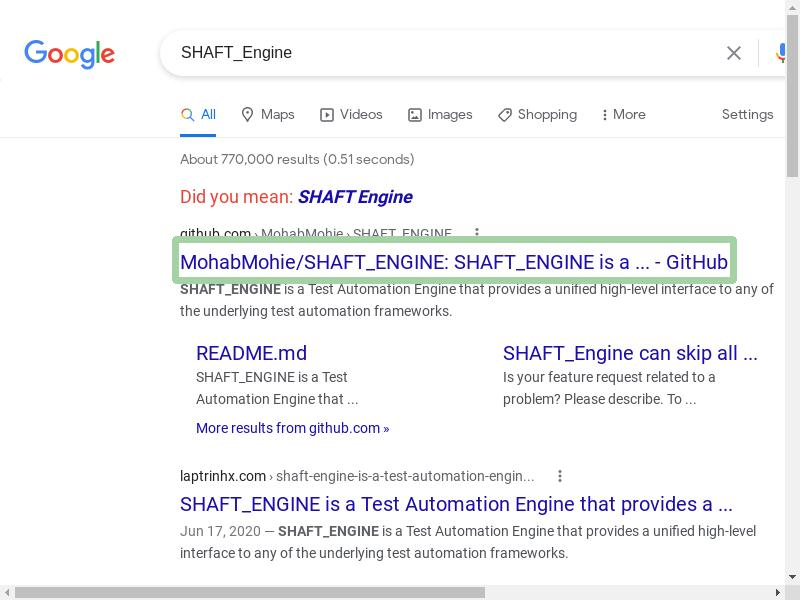 Google
SHAFT_Engine
All Maps Videos Images Shopping More Settings
About 770,000 results (0.51 seconds)
Did you mean: SHAFT Engine
github.com › MohabMohie › SHAFT_ENGINE
MohabMohie/SHAFT_ENGINE: SHAFT_ENGINE is a ... - GitHub
SHAFT_ENGINE is a Test Automation Engine that provides a unified high-level interface to any of
the underlying test automation frameworks.
README.md
SHAFT_ENGINE is a Test
Automation Engine that ...
SHAFT_Engine can skip all ...
Is your feature request related to a
problem? Please describe. To ...
More results from github.com »
laptrinhx.com › shaft-engine-is-a-test-automation-engin...
SHAFT_ENGINE is a Test Automation Engine that provides a ...
Jun 17, 2020 — SHAFT_ENGINE is a Test Automation Engine that provides a unified high-level
interface to any of the underlying test automation frameworks.